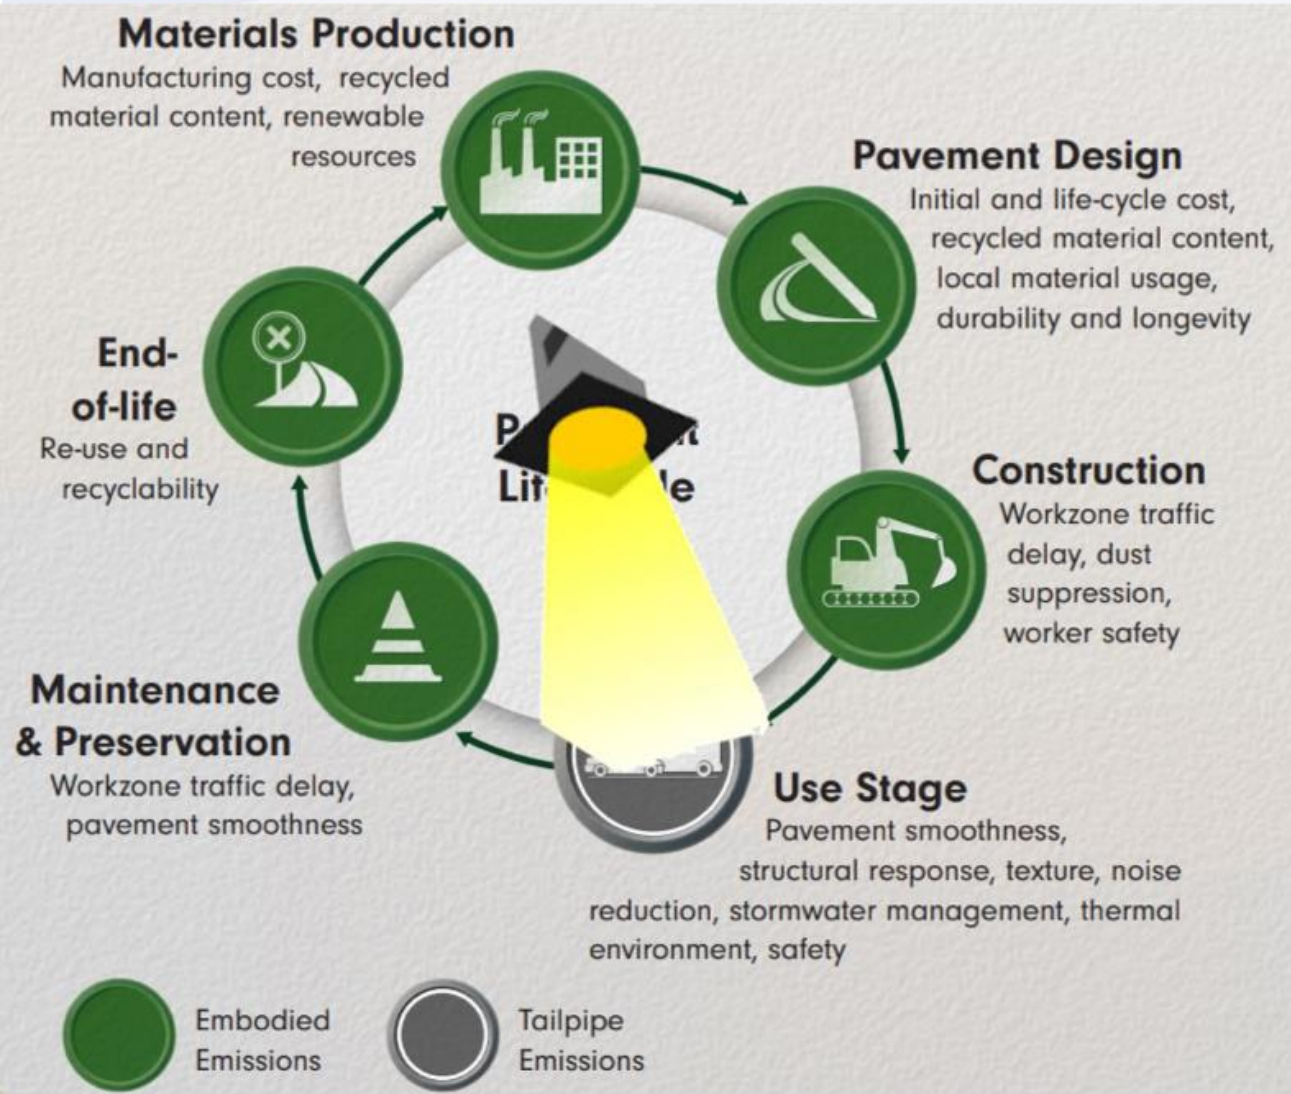 Materials Production
Manufacturing cost, recycled
material content, renewable
resources
Pavement Design
Initial and life-cycle cost,
recycled material content,
local material usage,
durability and longevity
End-
of-life
Re-use and
recyclability
Construction
Workzone traffic
delay, dust
suppression,
worker safety
Maintenance
& Preservation
Workzone traffic delay,
pavement smoothness
Use Stage
Pavement smoothness,
structural response, texture, noise
reduction, stormwater management, thermal
environment, safety
Embodied
Emissions
Tailpipe
Emissions